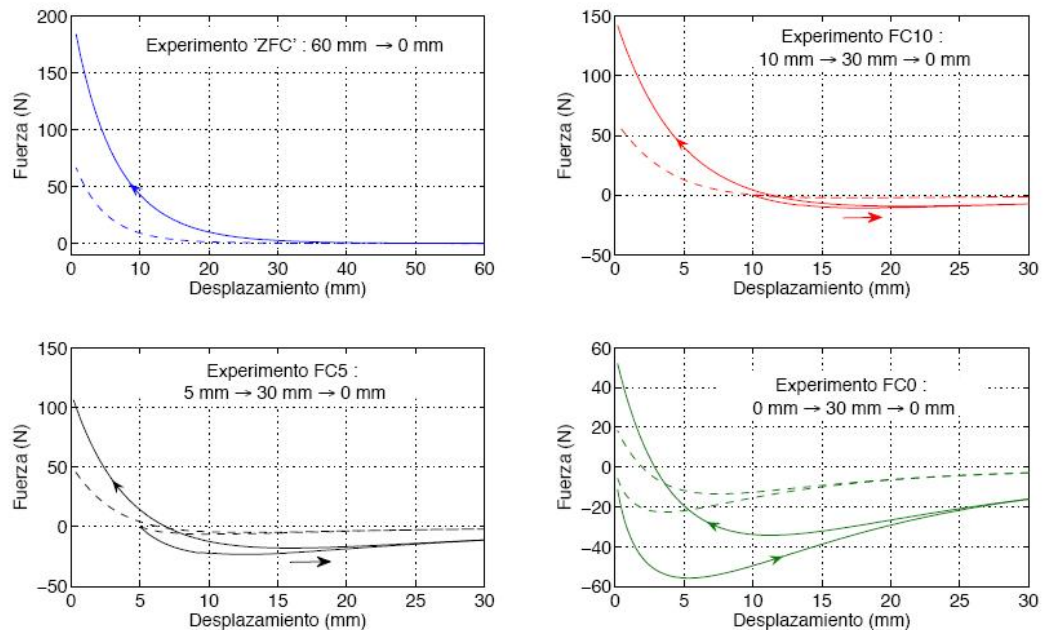 200
150
100
50
0
Fuerza (N)
Experimento 'ZFC' : 60 mm → 0 mm
0 10 20 30 40 50 60
Desplazamiento (mm)
150
100
50
0
−50
Fuerza (N)
Experimento FC10 :
10 mm → 30 mm → 0 mm
0 5 10 15 20 25 30
Desplazamiento (mm)
150
100
50
0
−50
Fuerza (N)
Experimento FC5 :
5 mm → 30 mm → 0 mm
0 5 10 15 20 25 30
Desplazamiento (mm)
60
40
20
0
−20
−40
−60
Fuerza (N)
Experimento FC0 :
0 mm → 30 mm → 0 mm
0 5 10 15 20 25 30
Desplazamiento (mm)